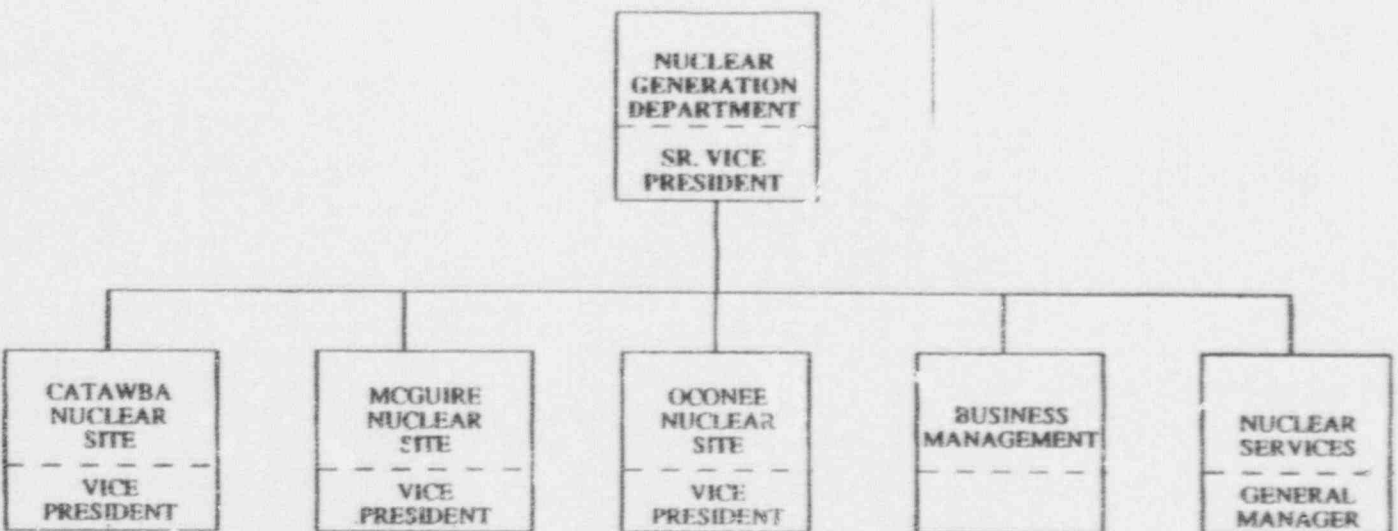 NUCLEAR
GENERATION
DEPARTMENT
SR. VICE
PRESIDENT
CATAWBA
NUCLEAR
SITE
VICE
PRESIDENT
MCGUIRE
NUCLEAR
SITE
VICE
PRESIDENT
OCONEE
NUCLEAR
SITE
VICE
PRESIDENT
BUSINESS
MANAGEMENT
NUCLEAR
SERVICES
GENERAL
MANAGER